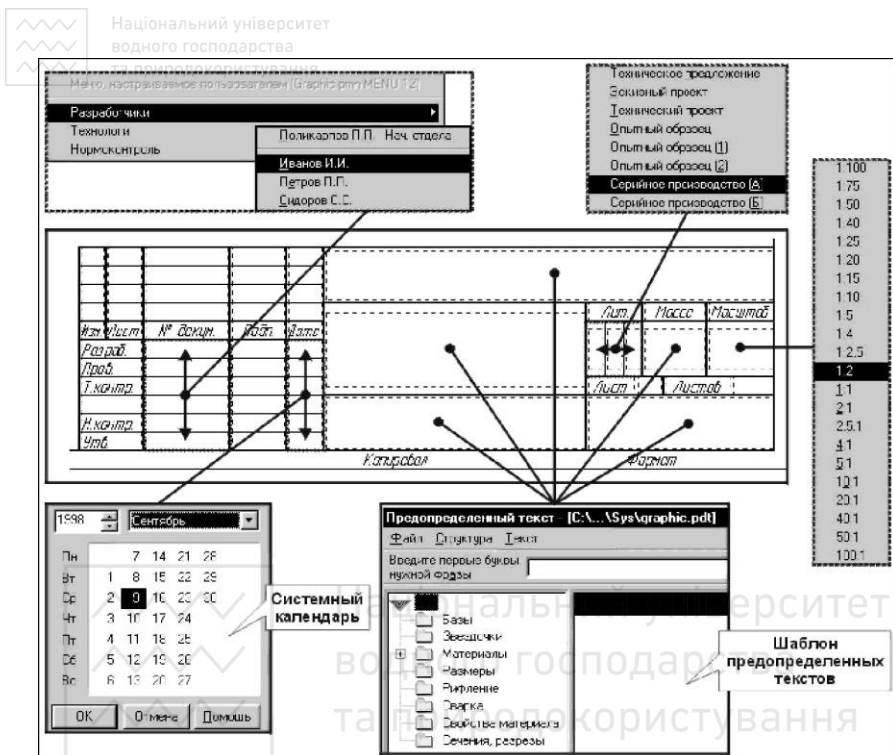 Національний університет
водного господарства
та природокористування
Меню, настраиваемое пользователем (Graphic.pmn MENU 12)
Разработчики
Технологи
Нормоконтроль
Поликарпов П.П. Нач. отдела
Иванов И.И.
Петров П.П.
Сидоров С.С.
Техническое предложение
Эскизный проект
Технический проект
Опытный образец
Опытный образец (1)
Опытный образец (2)
Серийное производство (А)
Серийное производство (Б)
1:100
1:75
1:50
1:40
1:25
1:20
1:15
1:10
1:5
1:4
1:2.5
1:2
1:1
2:1
2.5:1
4:1
5:1
10:1
20:1
40:1
50:1
100:1
Лит. Масса Масштаб
Изм. Лист № докум. Подп. Дата
Разраб.
Пров.
Т.контр. Лист Листов
Н.контр.
Утв.
Копировал Формат
1998 Сентябрь
Пн 7 14 21 28
Вт 1 8 15 22 29
Ср 2 9 16 23 30
Чт 3 10 17 24
Пт 4 11 18 25
Сб 5 12 19 26
Вс 6 13 20 27
OK Отмена Помощь
Системный
календарь
Предопределенный текст - [C:\...\Sys\graphic.pdt]
Файл Структура Текст
Введите первые буквы
нужной фразы
Базы
Звездочки
Материалы
Размеры
Рифление
Сварка
Свойства материала
Сечения, разрезы
Шаблон
предопределенных
текстов
Національний університет
водного господарства
та природокористування